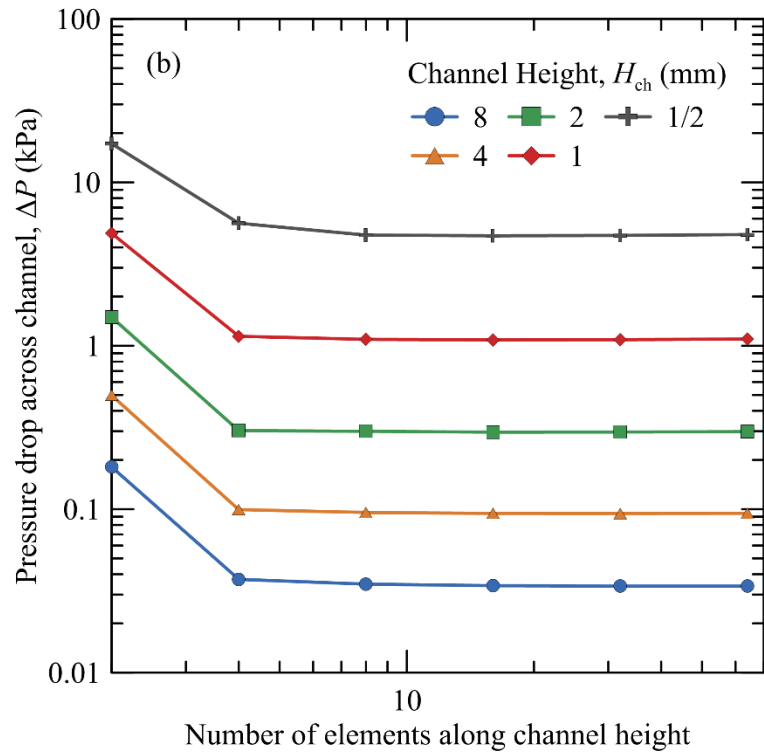 (b)
Channel Height, H_ch (mm)
8 2 1/2
4 1
Pressure drop across channel, ΔP (kPa)
100
10
1
0.1
0.01
10
Number of elements along channel height